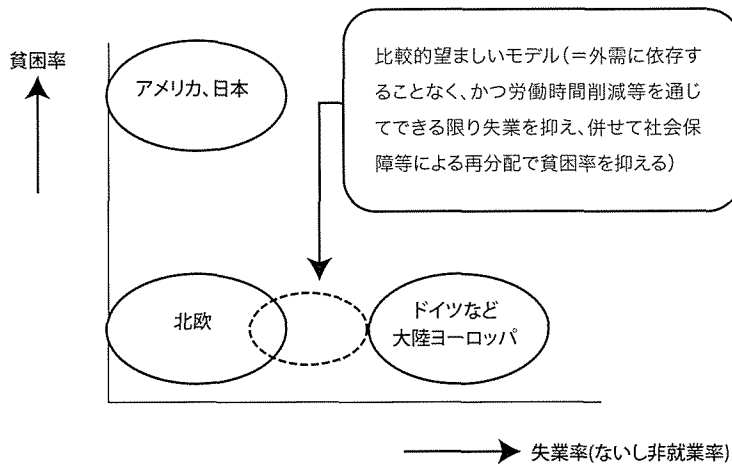 貧困率
アメリカ、日本
比較的望ましいモデル(=外需に依存す
ることなく、かつ労働時間削減等を通じ
てできる限り失業を抑え、併せて社会保
障等による再分配で貧困率を抑える)
北欧
ドイツなど
大陸ヨーロッパ
失業率(ないし非就業率)